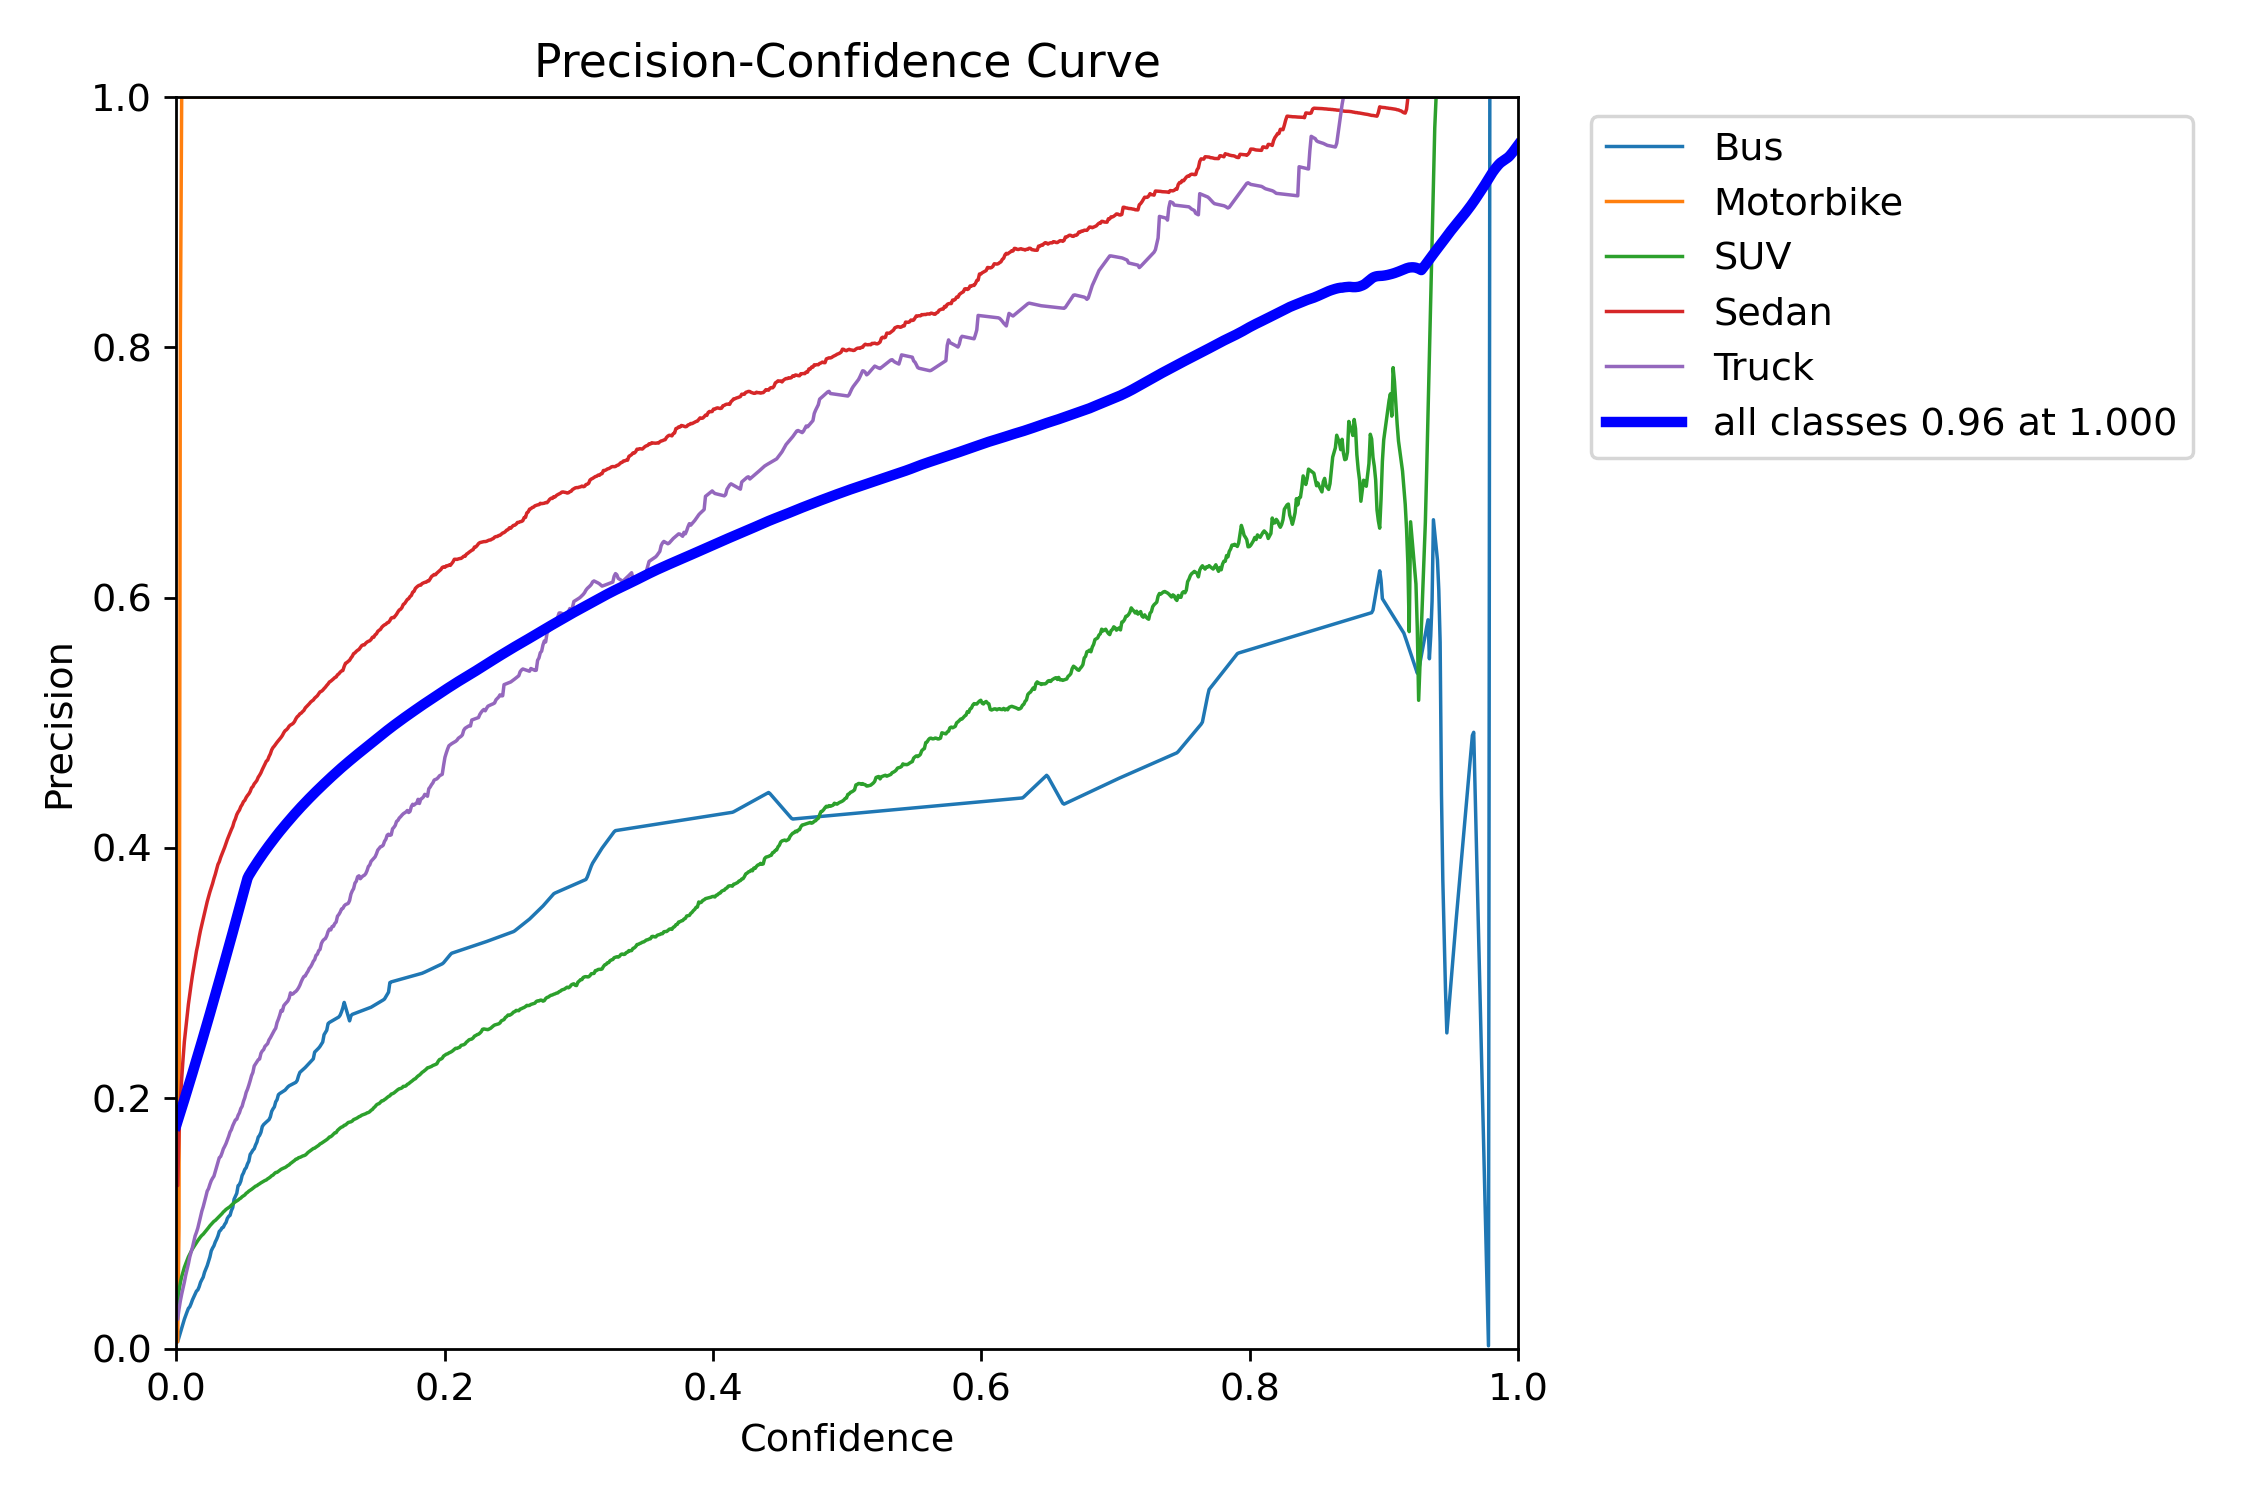 Precision-Confidence Curve
1.0
0.8
0.6
0.4
0.2
0.0
Precision
0.0 0.2 0.4 0.6 0.8 1.0
Confidence
Bus
Motorbike
SUV
Sedan
Truck
all classes 0.96 at 1.000